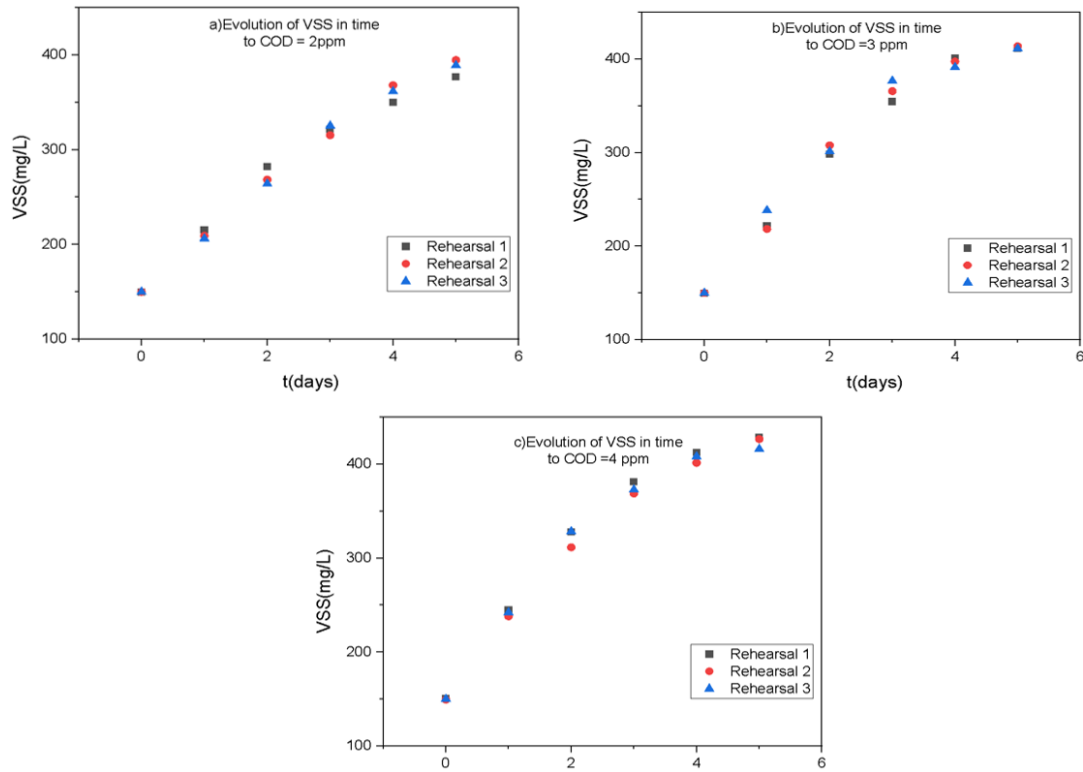 a)Evolution of VSS in time
to COD = 2ppm
400
300
200
100
VSS(mg/L)
Rehearsal 1
Rehearsal 2
Rehearsal 3
0 2 4 6
t(days)
b)Evolution of VSS in time
to COD =3 ppm
400
300
200
100
VSS(mg/L)
Rehearsal 1
Rehearsal 2
Rehearsal 3
0 2 4 6
t(days)
c)Evolution of VSS in time
to COD =4 ppm
400
300
200
100
VSS(mg/L)
Rehearsal 1
Rehearsal 2
Rehearsal 3
0 2 4 6